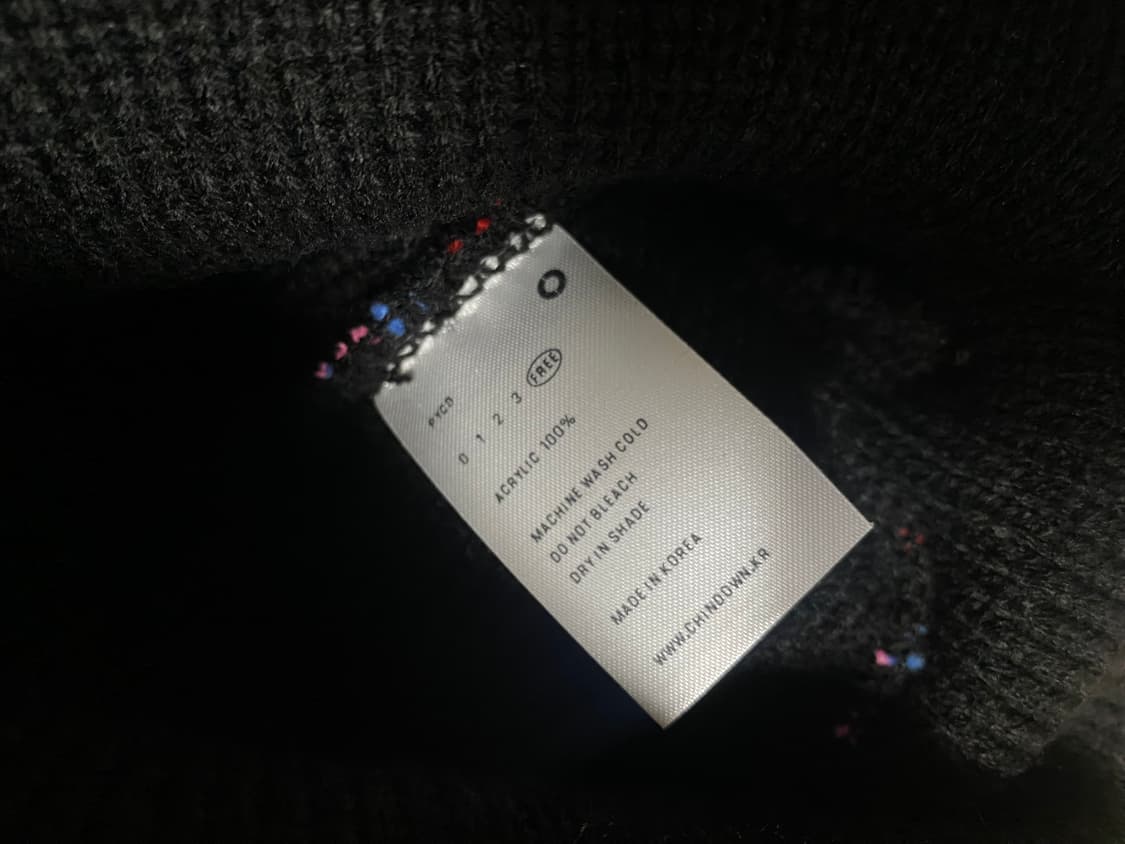 O
PYCD
0 1 2 3 FREE
ACRYLIC 100%
MACHINE WASH COLD
DO NOT BLEACH
DRY IN SHADE
MADE IN KOREA
WWW.CHINDOWN.KR